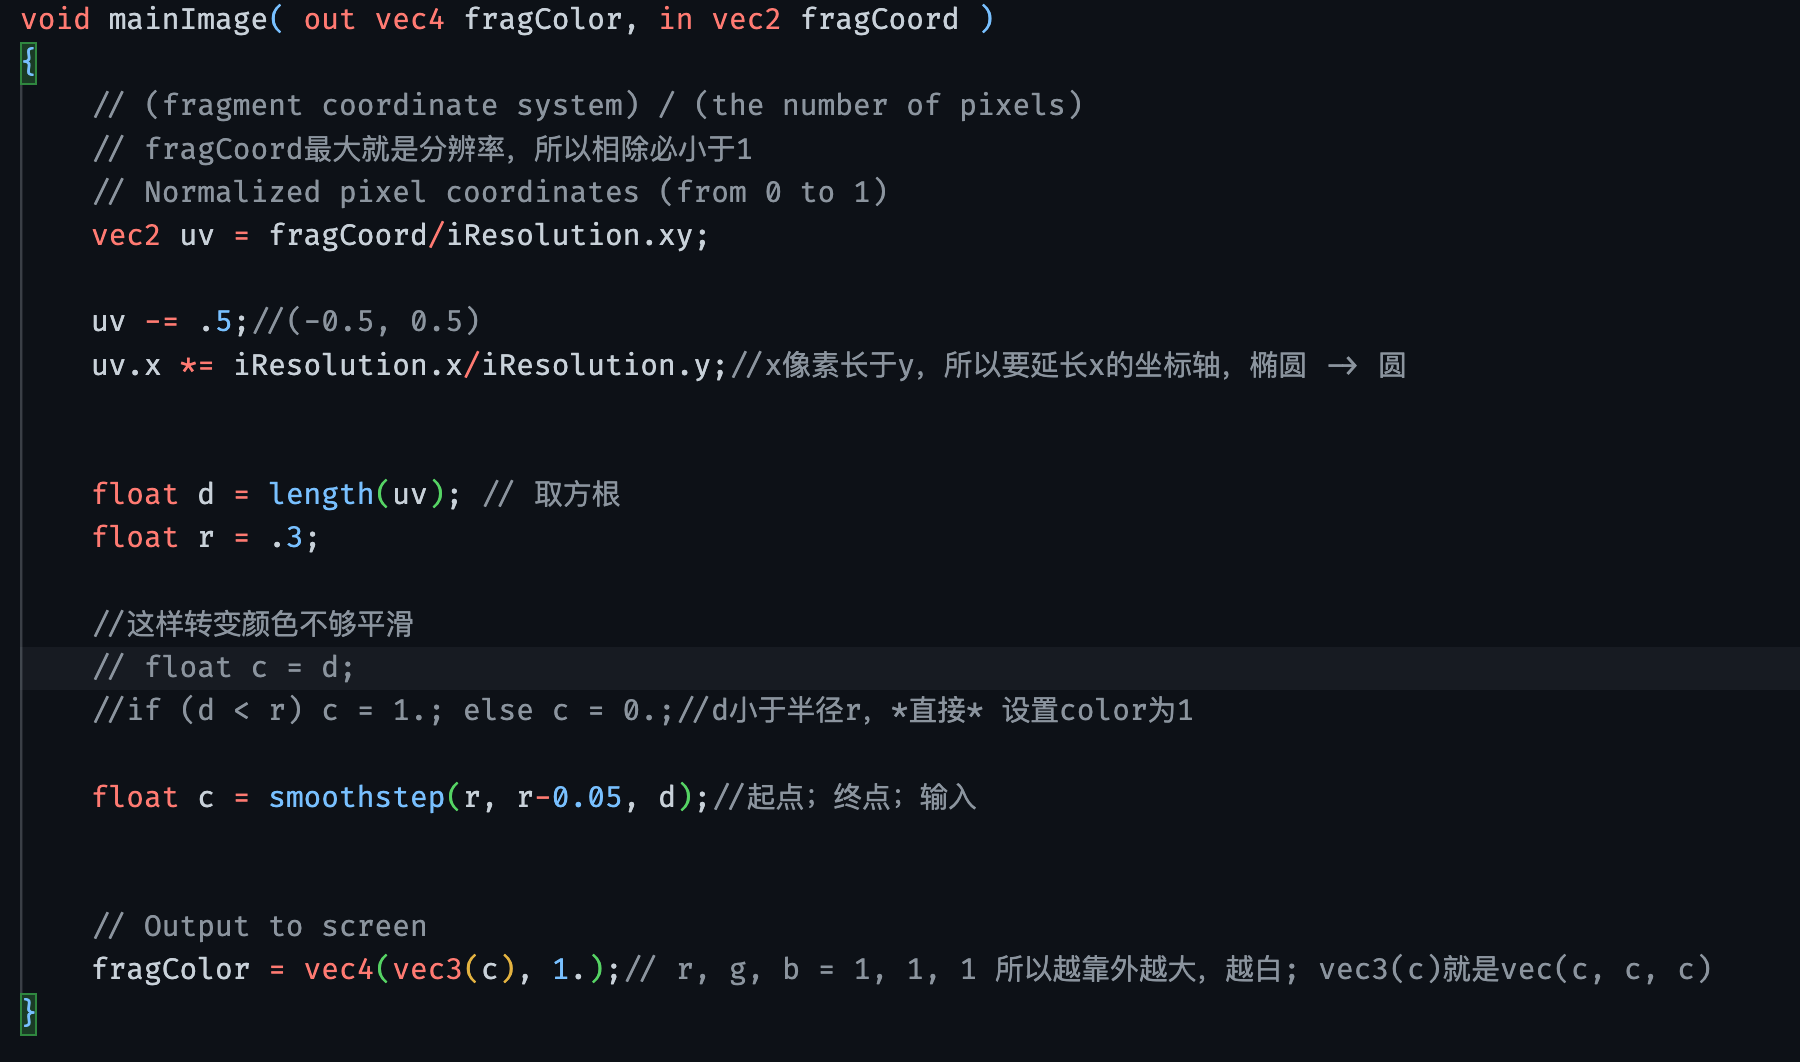 void mainImage( out vec4 fragColor, in vec2 fragCoord )
{
// (fragment coordinate system) / (the number of pixels)
// fragCoord最大就是分辨率，所以相除必小于1
// Normalized pixel coordinates (from 0 to 1)
vec2 uv = fragCoord/iResolution.xy;
uv -= .5;//(-0.5, 0.5)
uv.x *= iResolution.x/iResolution.y;//x像素长于y，所以要延长x的坐标轴，椭圆 -> 圆
float d = length(uv); // 取方根
float r = .3;
//这样转变颜色不够平滑
// float c = d;
//if (d < r) c = 1.; else c = 0.;//d小于半径r，*直接* 设置color为1
float c = smoothstep(r, r-0.05, d);//起点；终点；输入
// Output to screen
fragColor = vec4(vec3(c), 1.);// r, g, b = 1, 1, 1 所以越靠外越大，越白；vec3(c)就是vec(c, c, c)
}